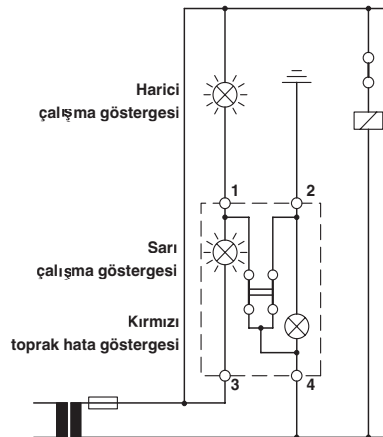 Harici
çalışma göstergesi
1
2
Sarı
çalışma göstergesi
Kırmızı
toprak hata göstergesi
3
4